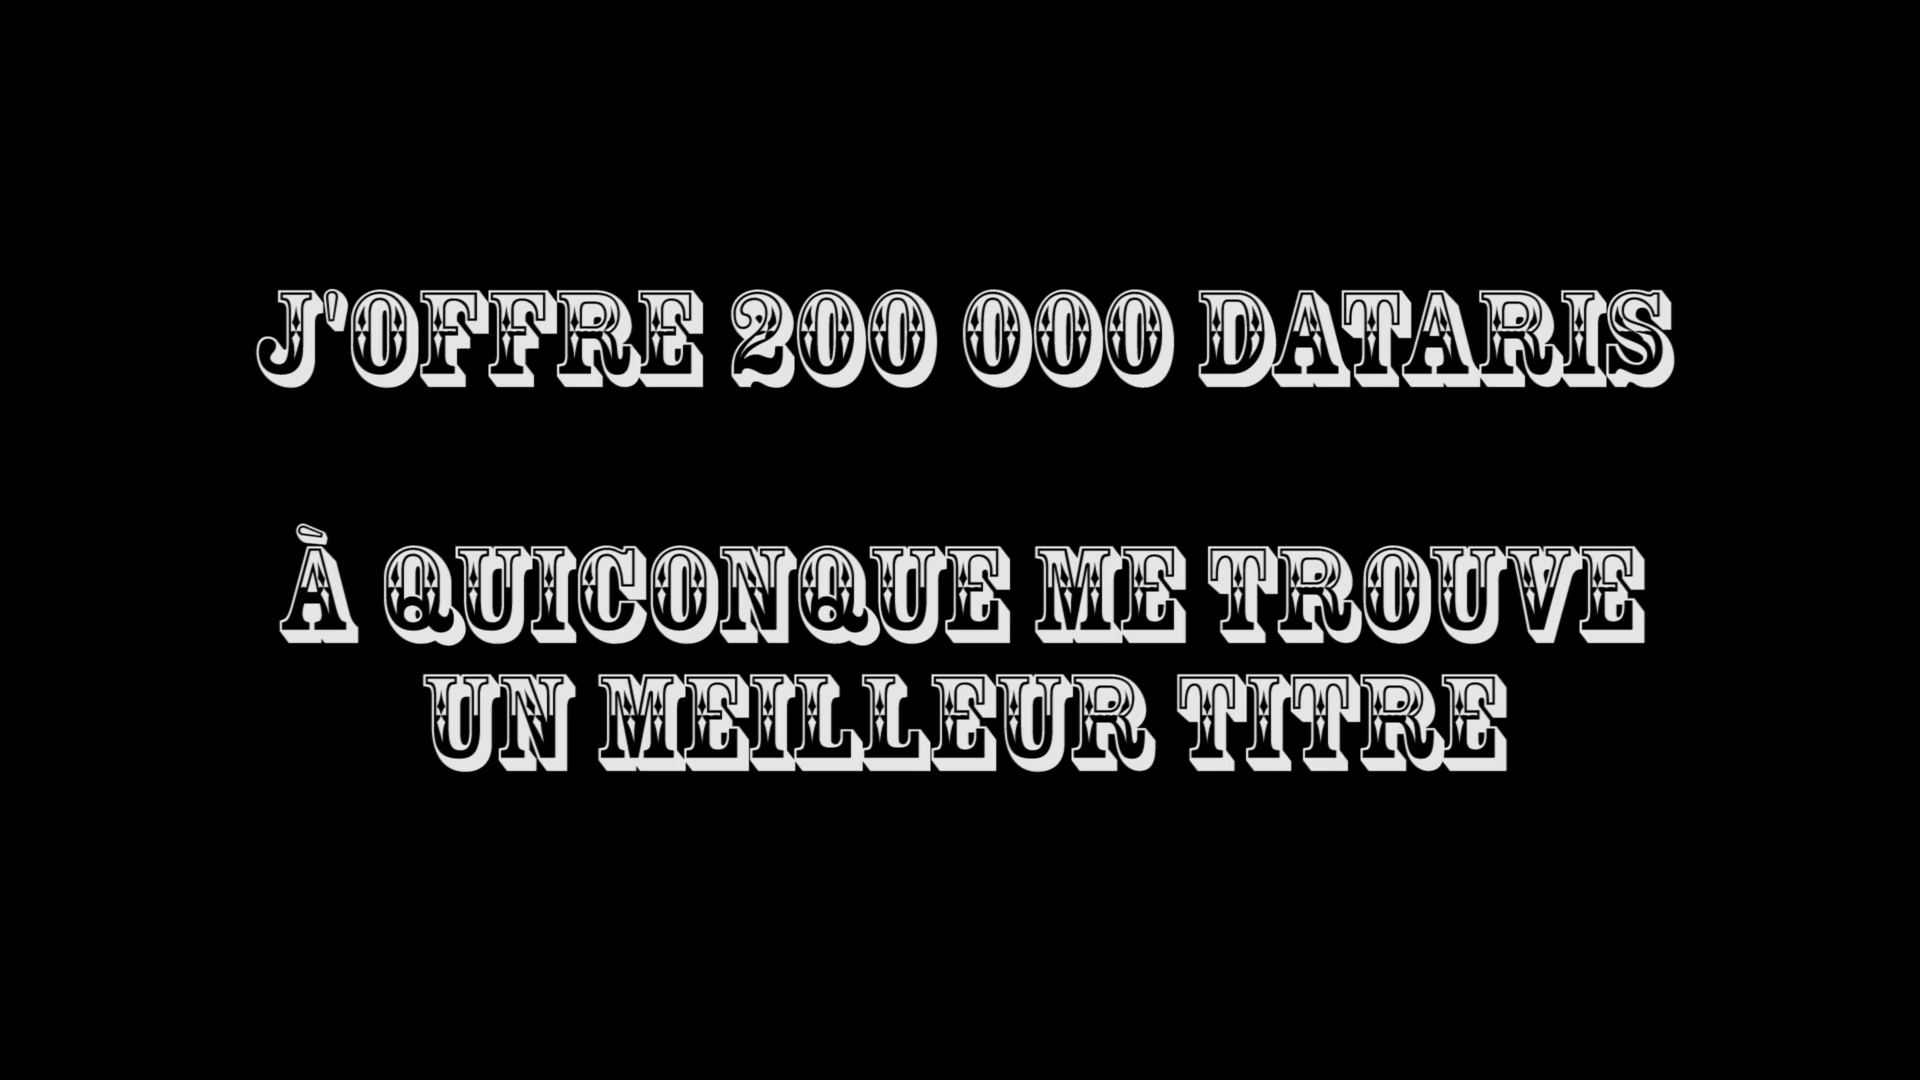 J'OFFRE 200 000 DATARIS
À QUICONQUE ME TROUVE
UN MEILLEUR TITRE